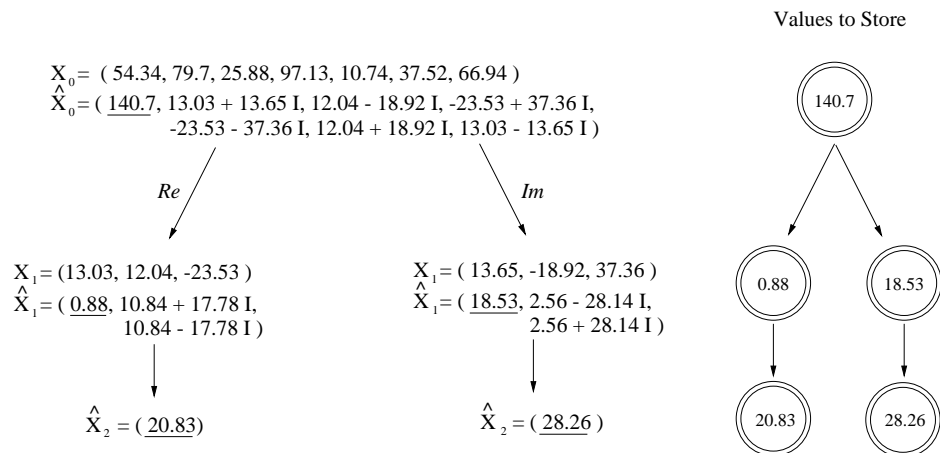 Values to Store
X₀ = ( 54.34, 79.7, 25.88, 97.13, 10.74, 37.52, 66.94 )
X̂₀ = ( 140.7, 13.03 + 13.65 I, 12.04 - 18.92 I, -23.53 + 37.36 I,
-23.53 - 37.36 I, 12.04 + 18.92 I, 13.03 - 13.65 I )
140.7
Re
Im
X₁ = (13.03, 12.04, -23.53 )
X̂₁ = ( 0.88, 10.84 + 17.78 I,
10.84 - 17.78 I )
X₁ = ( 13.65, -18.92, 37.36 )
X̂₁ = ( 18.53, 2.56 - 28.14 I,
2.56 + 28.14 I )
0.88
18.53
X̂₂ = ( 20.83)
X̂₂ = ( 28.26 )
20.83
28.26